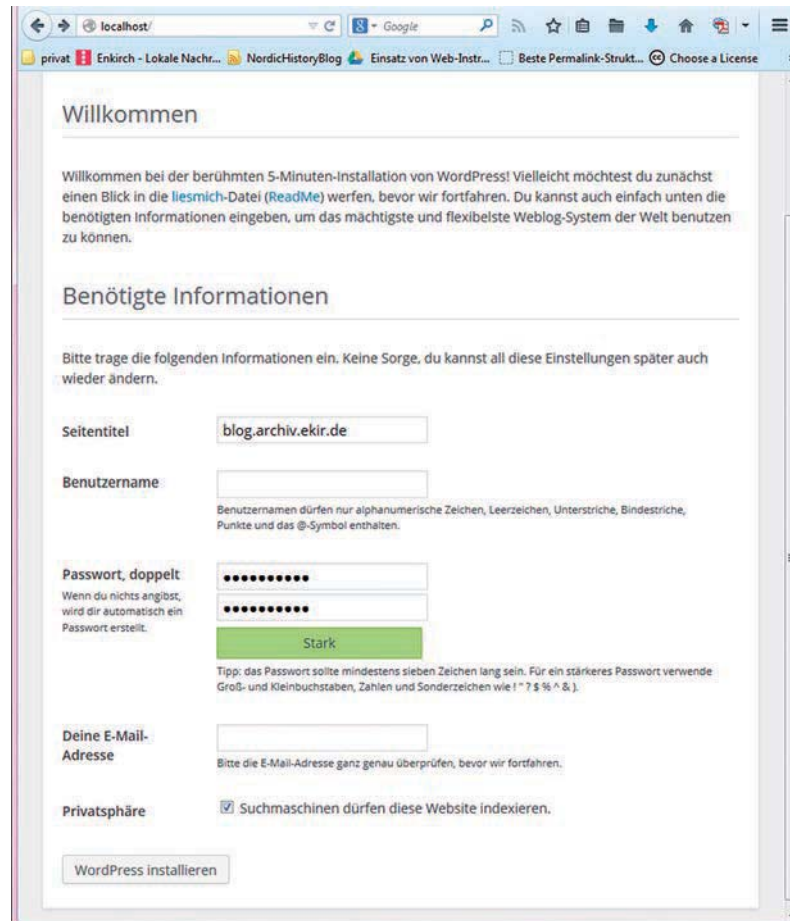 localhost/
Google
privat
Enkirch - Lokale Nachr...
NordicHistoryBlog
Einsatz von Web-Instr...
Beste Permalink-Strukt...
Choose a License
Willkommen
Willkommen bei der berühmten 5-Minuten-Installation von WordPress! Vielleicht möchtest du zunächst
einen Blick in die liesmich-Datei (ReadMe) werfen, bevor wir fortfahren. Du kannst auch einfach unten die
benötigten Informationen eingeben, um das mächtigste und flexibelste Weblog-System der Welt benutzen
zu können.
Benötigte Informationen
Bitte trage die folgenden Informationen ein. Keine Sorge, du kannst all diese Einstellungen später auch
wieder ändern.
Seitentitel
blog.archiv.ekir.de
Benutzername
Benutzernamen dürfen nur alphanumerische Zeichen, Leerzeichen, Unterstriche, Bindestriche,
Punkte und das @-Symbol enthalten.
Passwort, doppelt
Wenn du nichts angibst,
wird dir automatisch ein
Passwort erstellt.
●●●●●●●●●●
●●●●●●●●●●
Stark
Tipp: das Passwort sollte mindestens sieben Zeichen lang sein. Für ein stärkeres Passwort verwende
Groß- und Kleinbuchstaben, Zahlen und Sonderzeichen wie ! " ? $ % ^ & ).
Deine E-Mail-
Adresse
Bitte die E-Mail-Adresse ganz genau überprüfen, bevor wir fortfahren.
Privatsphäre
Suchmaschinen dürfen diese Website indexieren.
WordPress installieren